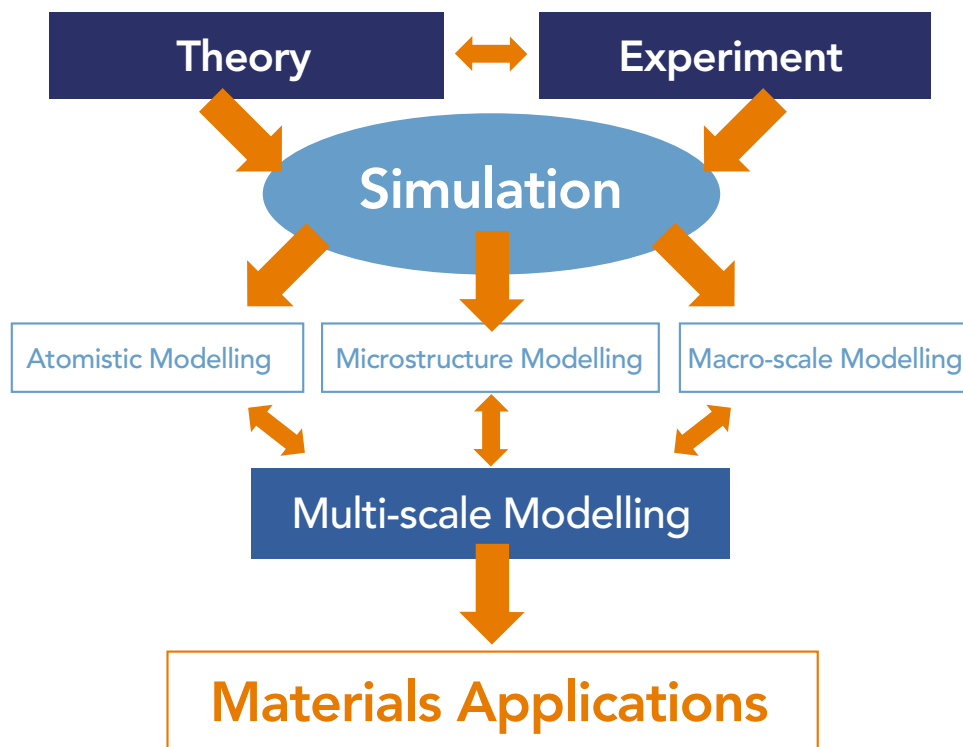 Theory
Experiment
Simulation
Atomistic Modelling
Microstructure Modelling
Macro-scale Modelling
Multi-scale Modelling
Materials Applications